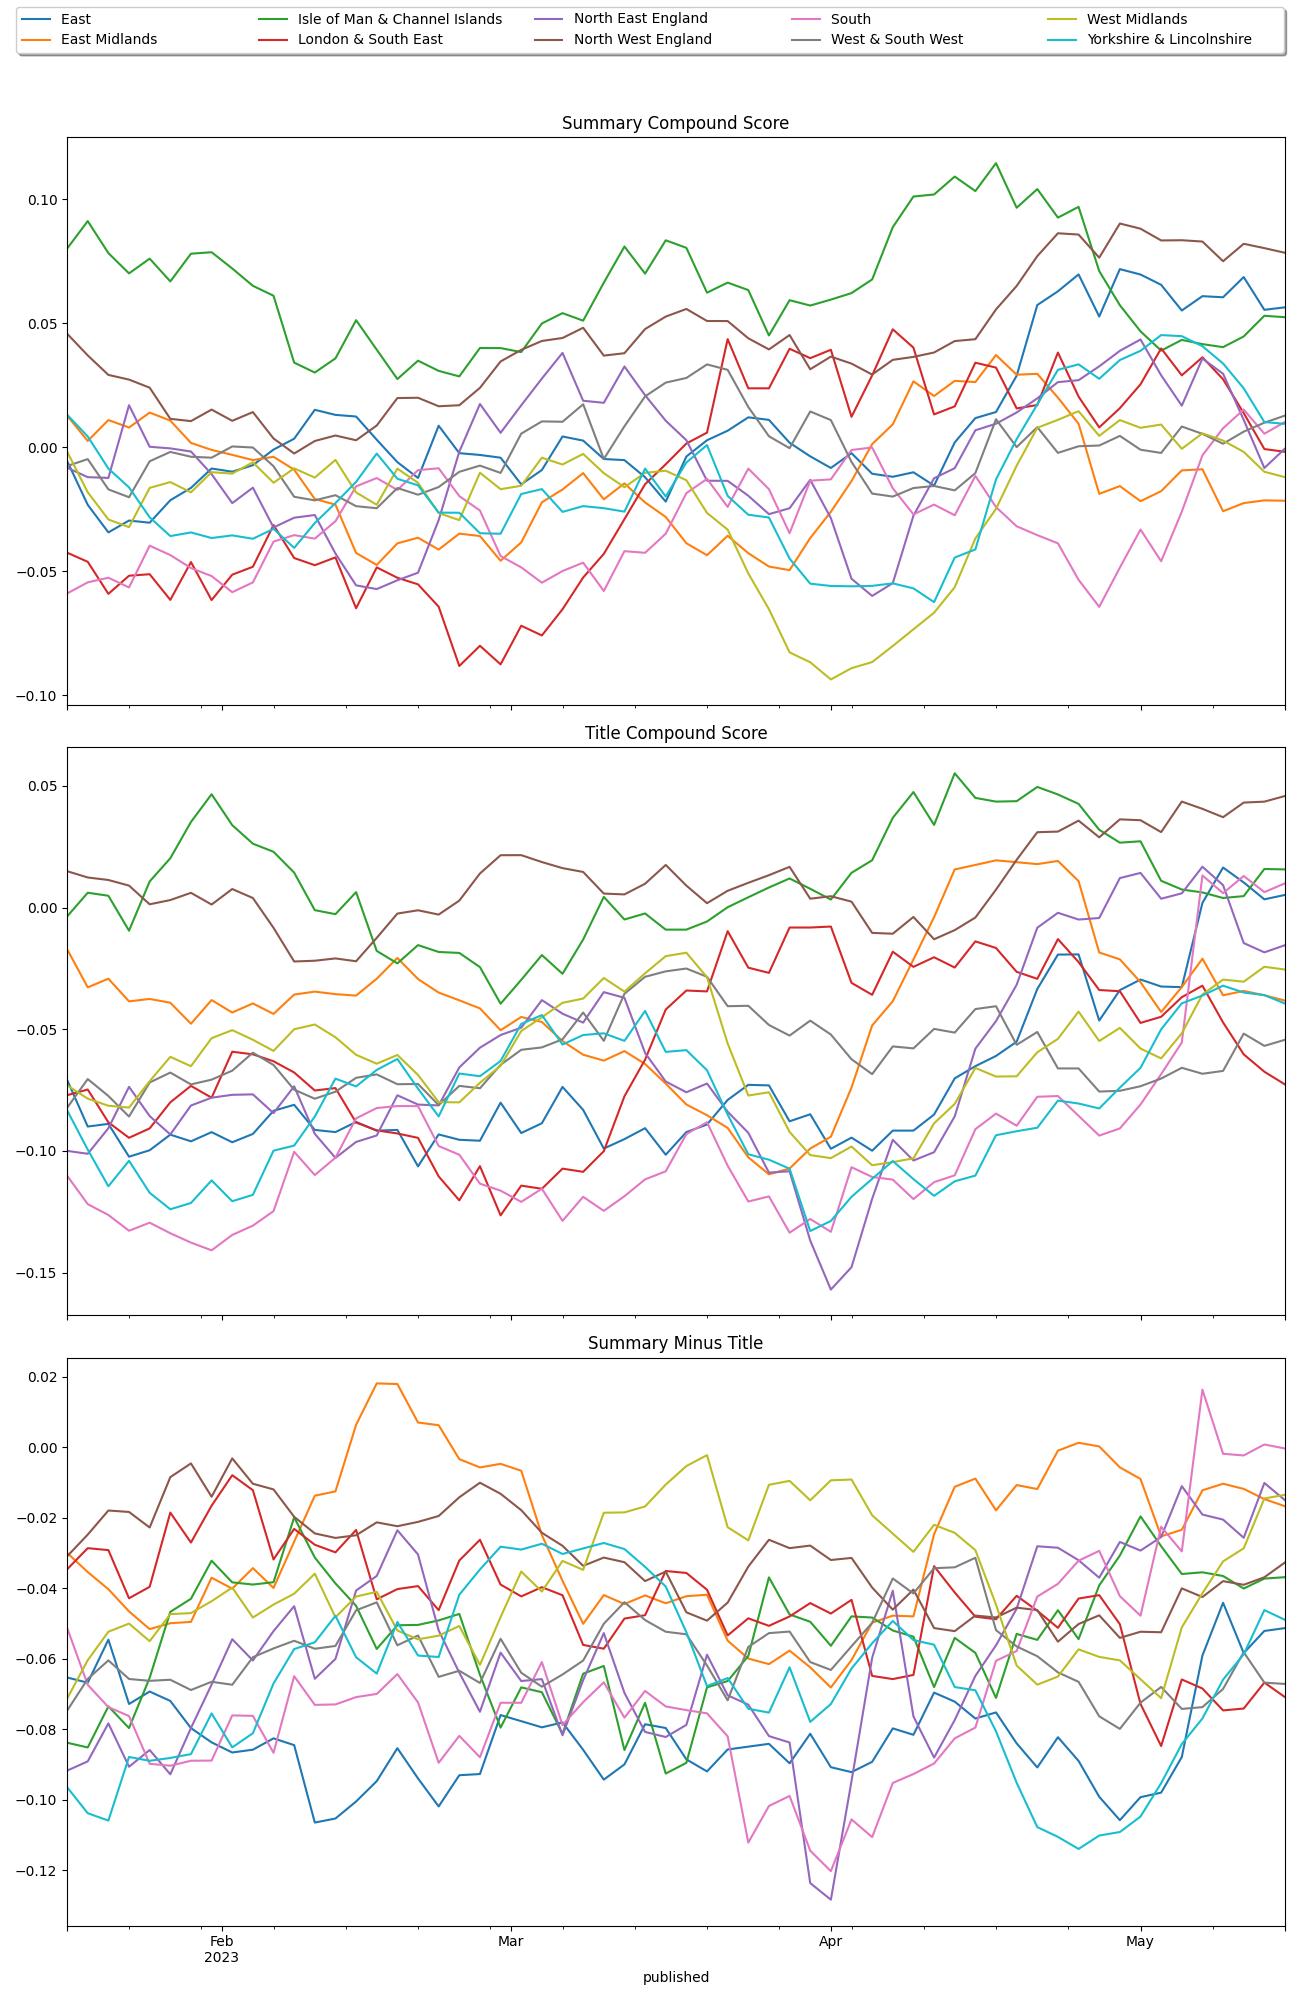 East
Isle of Man & Channel Islands
North East England
South
West Midlands
East Midlands
London & South East
North West England
West & South West
Yorkshire & Lincolnshire
Summary Compound Score
0.10
0.05
0.00
−0.05
−0.10
Title Compound Score
0.05
0.00
−0.05
−0.10
−0.15
Summary Minus Title
0.02
0.00
−0.02
−0.04
−0.06
−0.08
−0.10
−0.12
Feb
2023
Mar
Apr
May
published